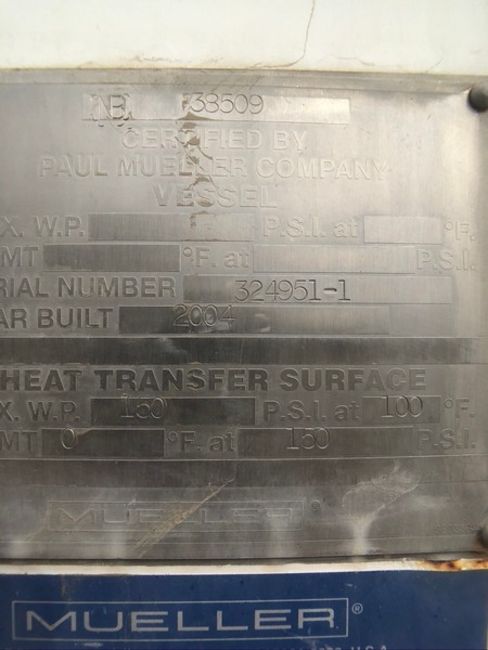 NB 38509
CERTIFIED BY
PAUL MUELLER COMPANY
VESSEL
X. W.P. P.S.I. at °F.
MT °F. at P.S.I.
RIAL NUMBER 324951-1
AR BUILT 2004
HEAT TRANSFER SURFACE
X. W.P. 150 P.S.I. at 100 °F.
MT 0 °F. at 150 P.S.I.
MUELLER ®
MUELLER ®
U.S.A.